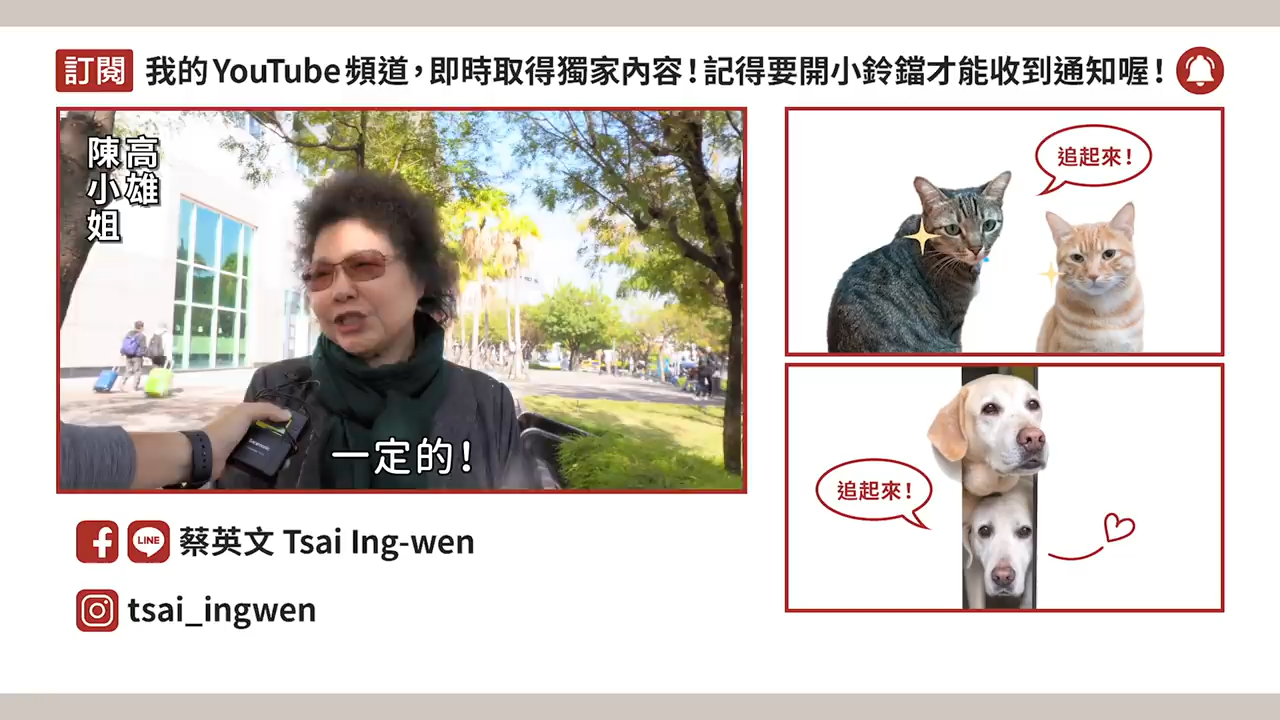 訂閱 我的YouTube頻道，即時取得獨家內容！記得要開小鈴鐺才能收到通知喔！
高雄
陳小姐
一定的！
追起來！
追起來！
LINE 蔡英文 Tsai Ing-wen
tsai_ingwen